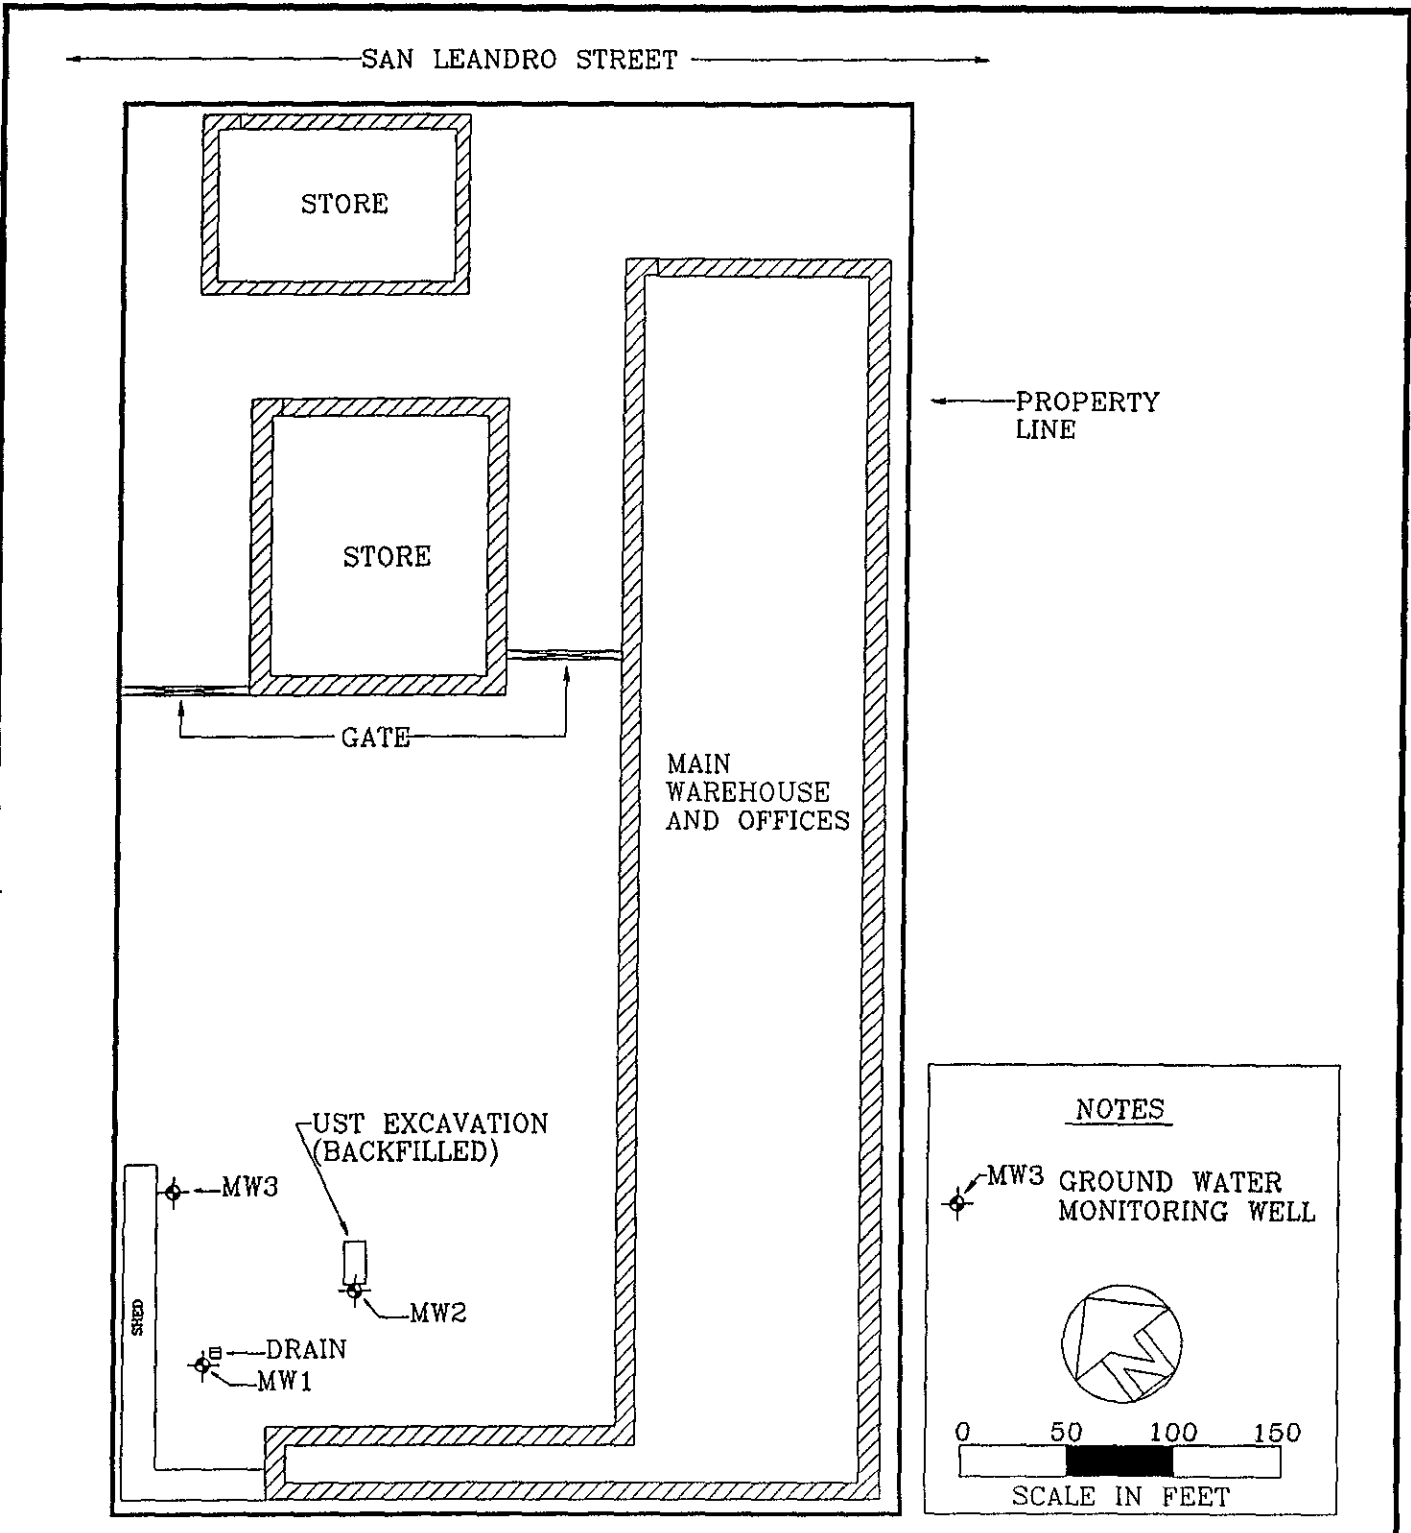 SAN LEANDRO STREET
STORE
PROPERTY
LINE
STORE
GATE
MAIN
WAREHOUSE
AND OFFICES
UST EXCAVATION
(BACKFILLED)
MW3
SHED
MW2
DRAIN
MW1
NOTES
MW3
GROUND WATER
MONITORING WELL
N
0 50 100 150
SCALE IN FEET